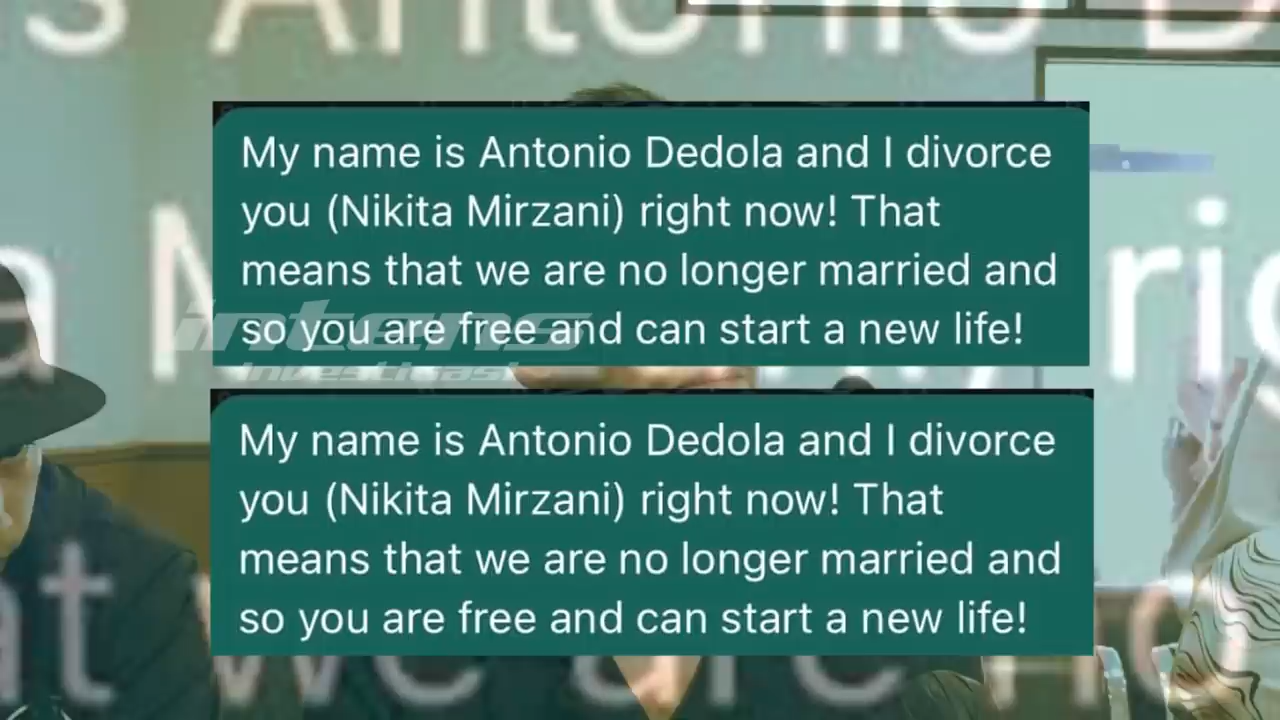 My name is Antonio Dedola and I divorce
you (Nikita Mirzani) right now! That
means that we are no longer married and
so you are free and can start a new life!
intens
investigasi
My name is Antonio Dedola and I divorce
you (Nikita Mirzani) right now! That
means that we are no longer married and
so you are free and can start a new life!